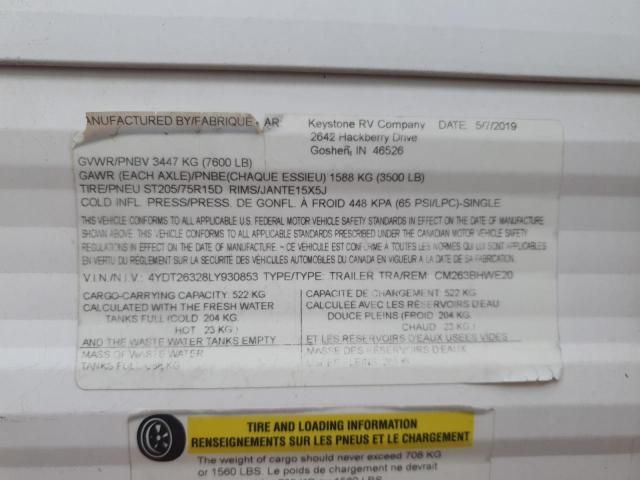 ANUFACTURED BY/FABRIQUÉ - AR Keystone RV Company DATE 5/7/2019
2642 Hackberry Drive
Goshen, IN 46526
GVWR/PNBV 3447 KG (7600 LB)
GAWR (EACH AXLE)/PNBE(CHAQUE ESSIEU) 1588 KG (3500 LB)
TIRE/PNEU ST205/75R15D RIMS/JANTE15X5J
COLD INFL. PRESS/PRESS. DE GONFL. À FROID 448 KPA (65 PSI/LPC)-SINGLE
THIS VEHICLE CONFORMS TO ALL APPLICABLE U.S. FEDERAL MOTOR VEHICLE SAFETY STANDARDS IN EFFECT ON THE DATE OF MANUFACTURE
SHOWN ABOVE. THIS VEHICLE CONFORMS TO ALL APPLICABLE STANDARDS PRESCRIBED UNDER THE CANADIAN MOTOR VEHICLE SAFETY
REGULATIONS IN EFFECT ON THE DATE OF MANUFACTURE ~ CE VEHICULE EST CONFORME À TOUTES LES NORMES QUI LUI SONT APPLICABLES
EN VERTU DU RÈGLEMENT SUR LA SÉCURITÉ DES VÉHICULES AUTOMOBILES DU CANADA EN VIGUEUR A LA DATE DE SA FABRICATION.
V.I.N./N.I.V.: 4YDT26328LY930853 TYPE/TYPE: TRAILER TRA/REM: CM263BHWE20
CARGO-CARRYING CAPACITY: 522 KG
CALCULATED WITH THE FRESH WATER
TANKS FULL (COLD 204 KG.
HOT 23 KG)
AND THE WASTE WATER TANKS EMPTY
MASS OF WASTE WATER
TANKS FULL KG
CAPACITE DE CHARGEMENT: 522 KG
CALCULÉE AVEC LES RÉSERVOIRS D'EAU
DOUCE PLEINS (FROID 204 KG.
CHAUD 23 KG.)
ET LES RÉSERVOIRS D'EAUX USÉES VIDES
MASSE DES RÉSERVOIRS D'EAUX
TIRE AND LOADING INFORMATION
RENSEIGNEMENTS SUR LES PNEUS ET LE CHARGEMENT
The weight of cargo should never exceed 708 KG
or 1560 LBS. Le poids de chargement ne devrait